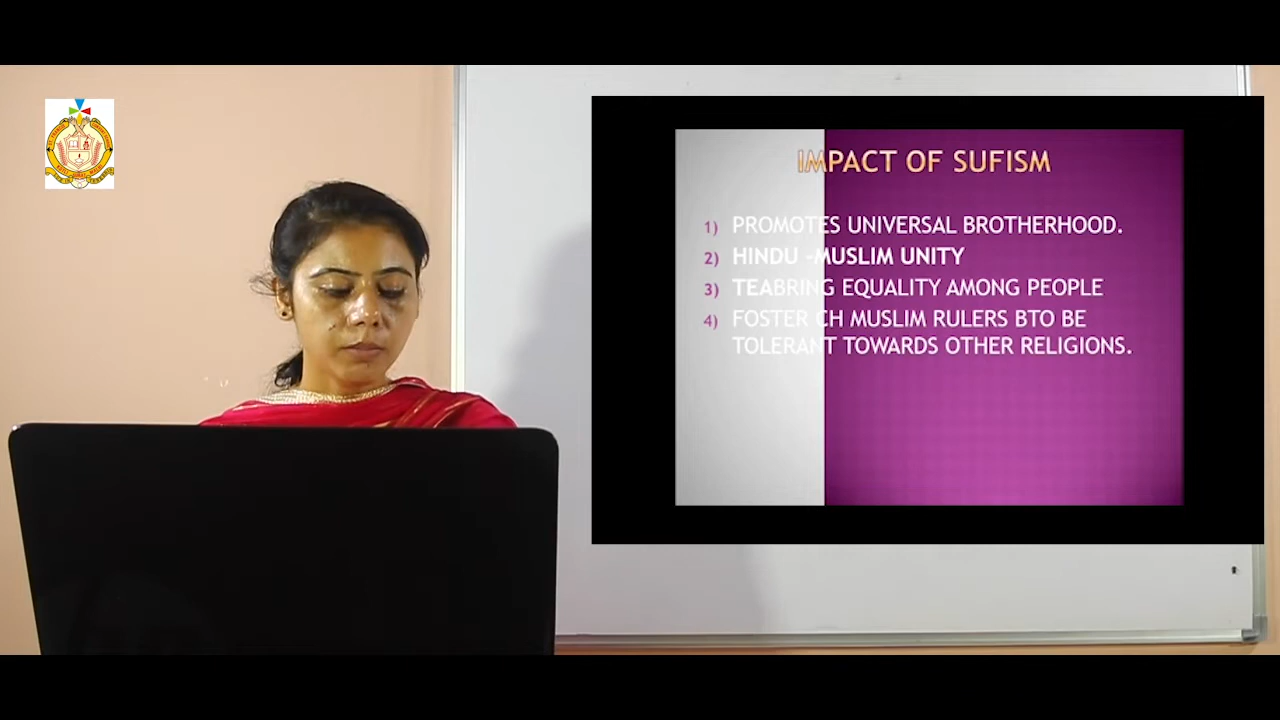 IMPACT OF SUFISM
1) PROMOTES UNIVERSAL BROTHERHOOD.
2) HINDU -MUSLIM UNITY
3) TEABRING EQUALITY AMONG PEOPLE
4) FOSTER CH MUSLIM RULERS BTO BE
TOLERANT TOWARDS OTHER RELIGIONS.